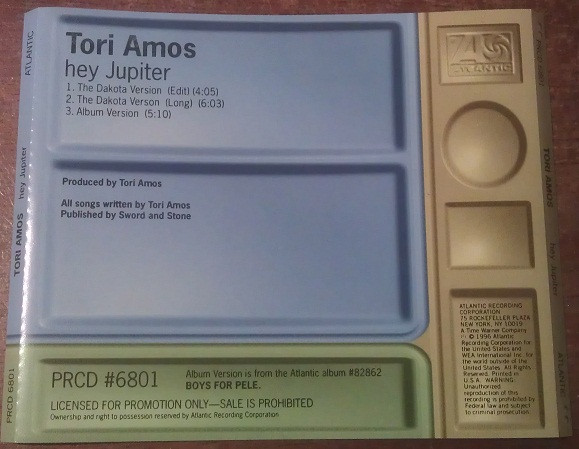 Tori Amos
hey Jupiter
1. The Dakota Version (Edit) (4:05)
2. The Dakota Verson (Long) (6:03)
3. Album Version (5:10)
Produced by Tori Amos
All songs written by Tori Amos
Published by Sword and Stone
PRCD #6801
Album Version is from the Atlantic album #82862
BOYS FOR PELE.
LICENSED FOR PROMOTION ONLY—SALE IS PROHIBITED
Ownership and right to possession reserved by Atlantic Recording Corporation
ATLANTIC
ATLANTIC RECORDING
CORPORATION
75 ROCKEFELLER PLAZA
NEW YORK, NY 10019
A Time Warner Company
© 1996 Atlantic
Recording Corporation for
the United States and
WEA International Inc. for
the world outside of the
United States. All Rights
Reserved. Printed in
U.S.A. WARNING:
Unauthorized
reproduction of this
recording is prohibited by
Federal law and subject
to criminal prosecution.
PRCD 6801 TORI AMOS hey Jupiter ATLANTIC
TORI AMOS hey Jupiter ATLANTIC